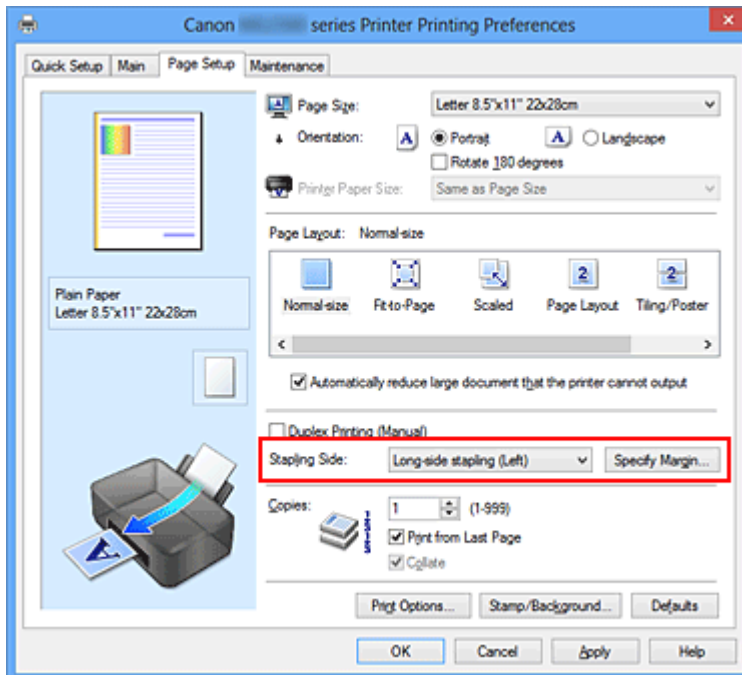 Canon series Printer Printing Preferences
Quick Setup Main Page Setup Maintenance
Page Size: Letter 8.5"x11" 22x28cm
Orientation: A Portrait A Landscape
Rotate 180 degrees
Printer Paper Size: Same as Page Size
Page Layout: Normal-size
2 2
Normal-size Fit-to-Page Scaled Page Layout Tiling/Poster
Plain Paper
Letter 8.5"x11" 22x28cm
Automatically reduce large document that the printer cannot output
Duplex Printing (Manual)
Stapling Side: Long-side stapling (Left) Specify Margin...
Copies: 1 (1-999)
Print from Last Page
Collate
A
Print Options... Stamp/Background... Defaults
OK Cancel Apply Help